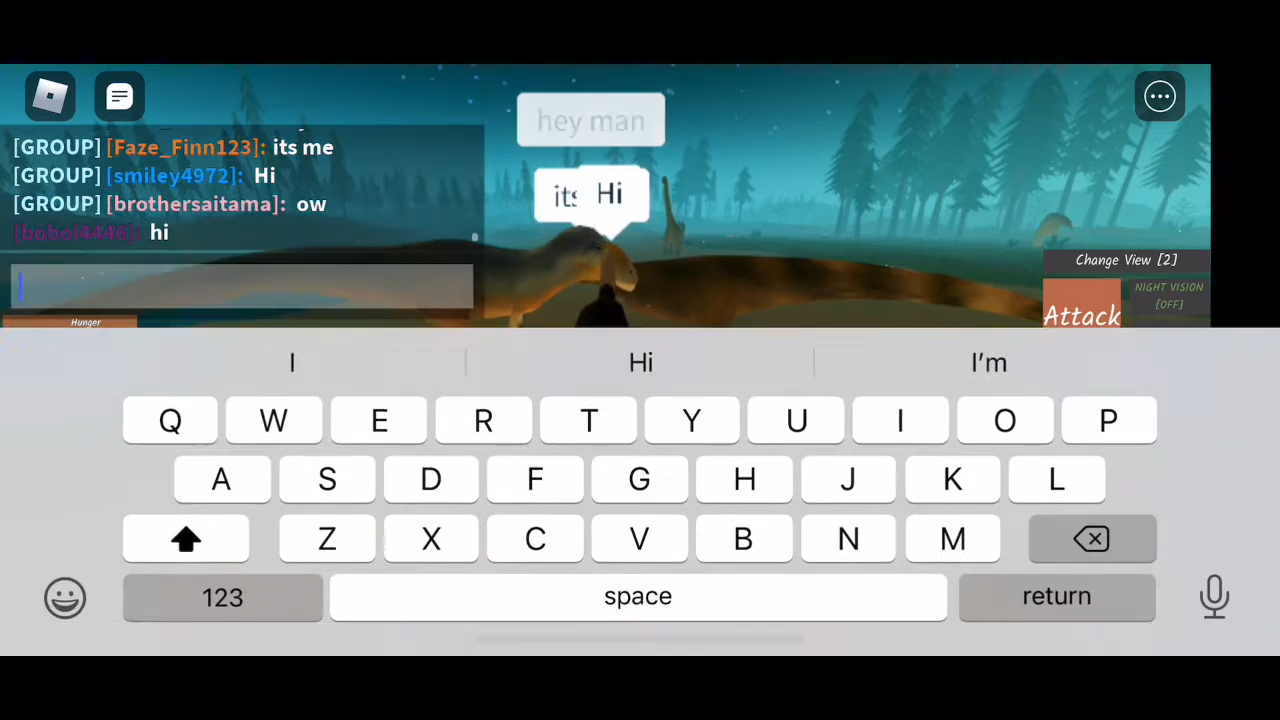 hey man
[GROUP] [Faze_Finn123]: its me
its Hi
[GROUP] [smiley4972]: Hi
[GROUP] [brothersaitama]: ow
hi
Change View [2]
NIGHT VISION
[OFF]
Attack
Hunger
I Hi I’m
Q W E R T Y U I O P
A S D F G H J K L
Z X C V B N M
123 space return